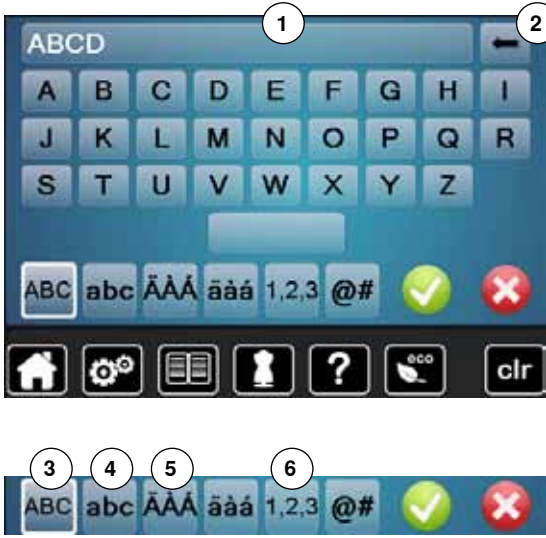 1
2
ABCD
A B C D E F G H I
J K L M N O P Q R
S T U V W X Y Z
ABC abc ÄÀÁ äàá 1,2,3 @#
? eco clr
3 4 5 6
ABC abc ÄÀÁ äàá 1,2,3 @#